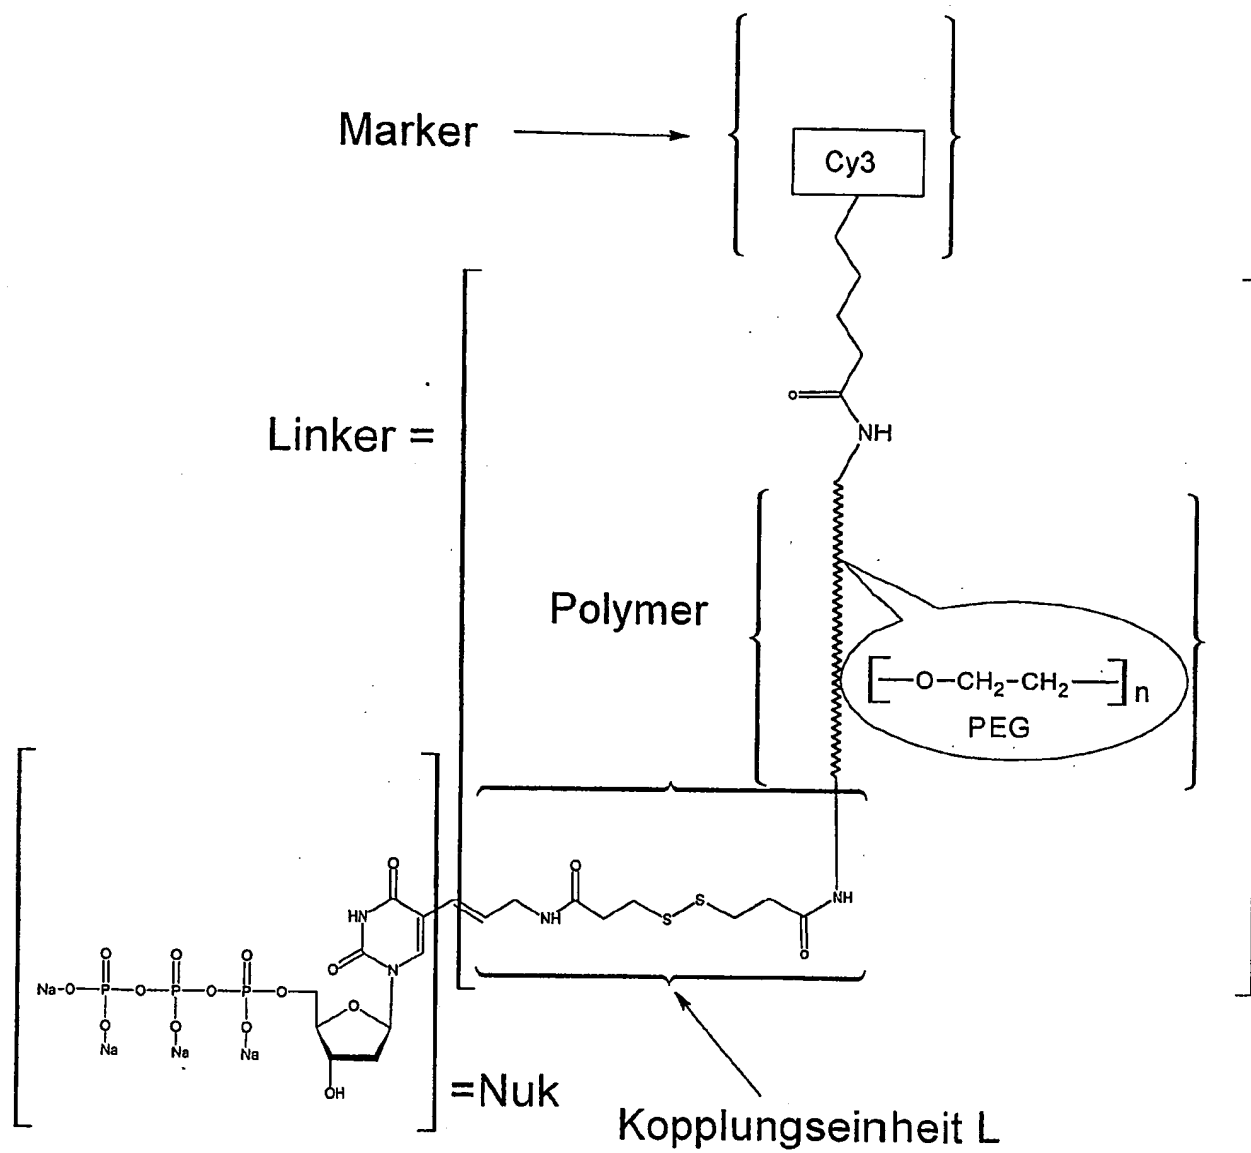 Marker
Cy3
O
NH
Linker =
Polymer
[—O—CH₂—CH₂—]n
PEG
O
O
HN
NH
S
S
NH
O
O
N
O
O
O
Na-O
P
O
P
O
P
O
O
O
O
O
Na
Na
Na
OH
=Nuk
Kopplungseinheit L